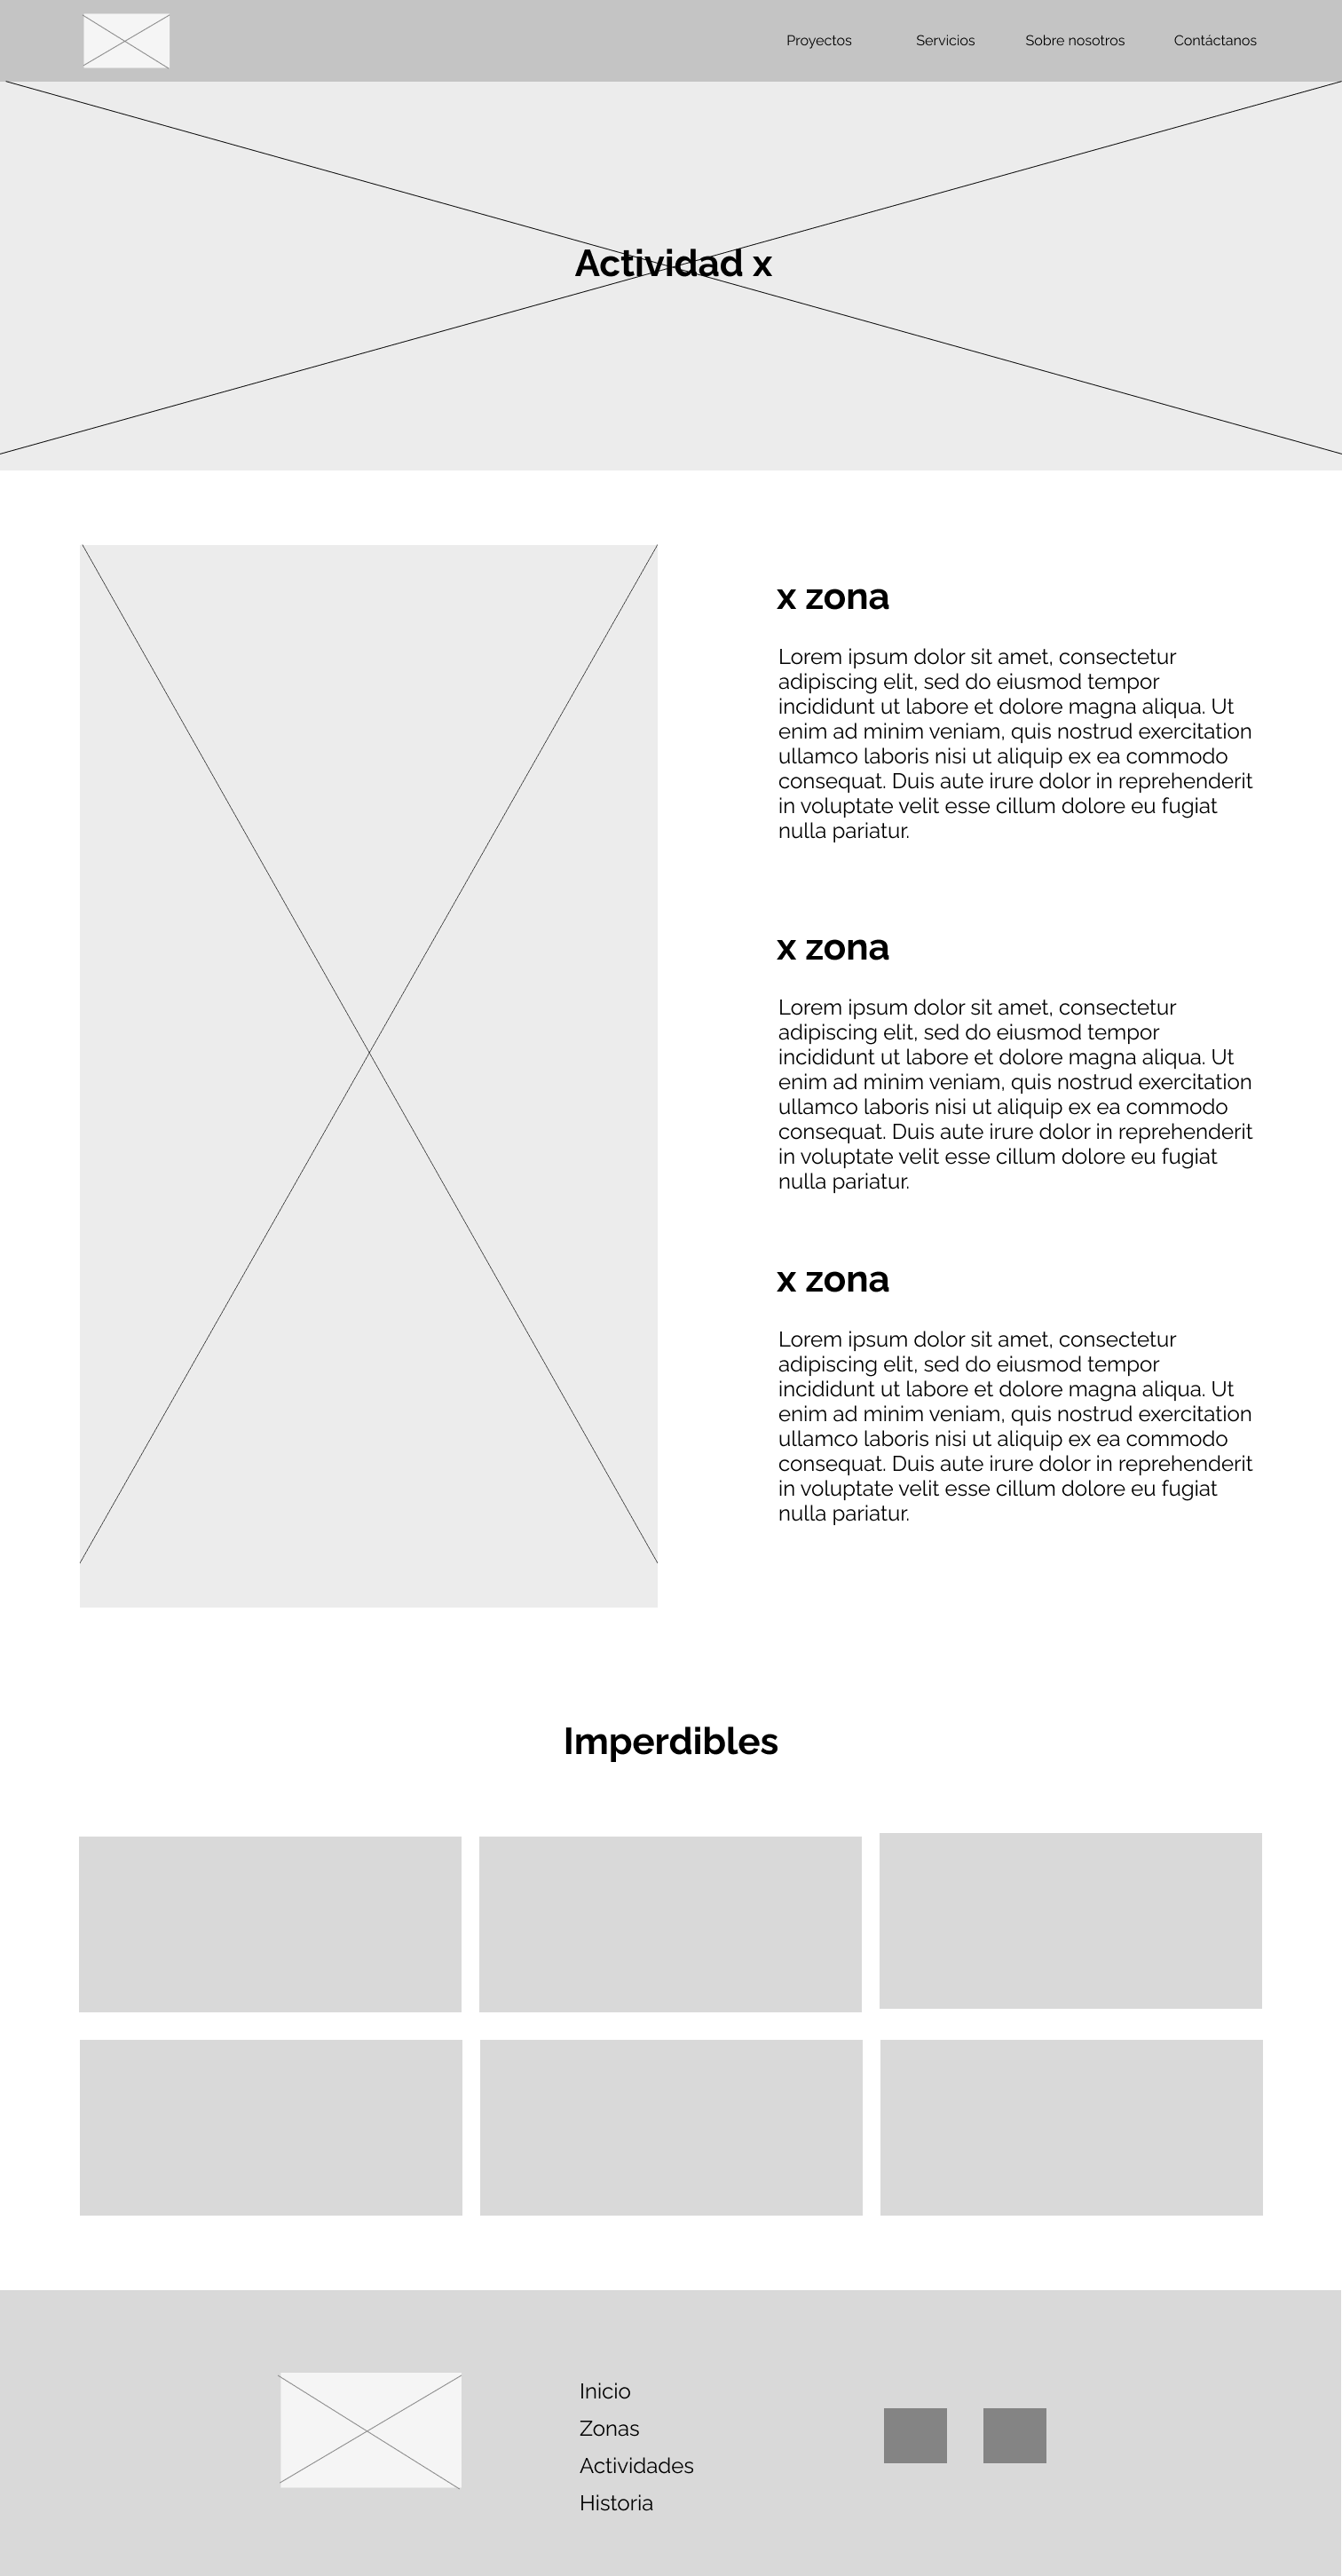 Proyectos Servicios Sobre nosotros Contáctanos
Actividad x
x zona
Lorem ipsum dolor sit amet, consectetur
adipiscing elit, sed do eiusmod tempor
incididunt ut labore et dolore magna aliqua. Ut
enim ad minim veniam, quis nostrud exercitation
ullamco laboris nisi ut aliquip ex ea commodo
consequat. Duis aute irure dolor in reprehenderit
in voluptate velit esse cillum dolore eu fugiat
nulla pariatur.
x zona
Lorem ipsum dolor sit amet, consectetur
adipiscing elit, sed do eiusmod tempor
incididunt ut labore et dolore magna aliqua. Ut
enim ad minim veniam, quis nostrud exercitation
ullamco laboris nisi ut aliquip ex ea commodo
consequat. Duis aute irure dolor in reprehenderit
in voluptate velit esse cillum dolore eu fugiat
nulla pariatur.
x zona
Lorem ipsum dolor sit amet, consectetur
adipiscing elit, sed do eiusmod tempor
incididunt ut labore et dolore magna aliqua. Ut
enim ad minim veniam, quis nostrud exercitation
ullamco laboris nisi ut aliquip ex ea commodo
consequat. Duis aute irure dolor in reprehenderit
in voluptate velit esse cillum dolore eu fugiat
nulla pariatur.
Imperdibles
Inicio
Zonas
Actividades
Historia